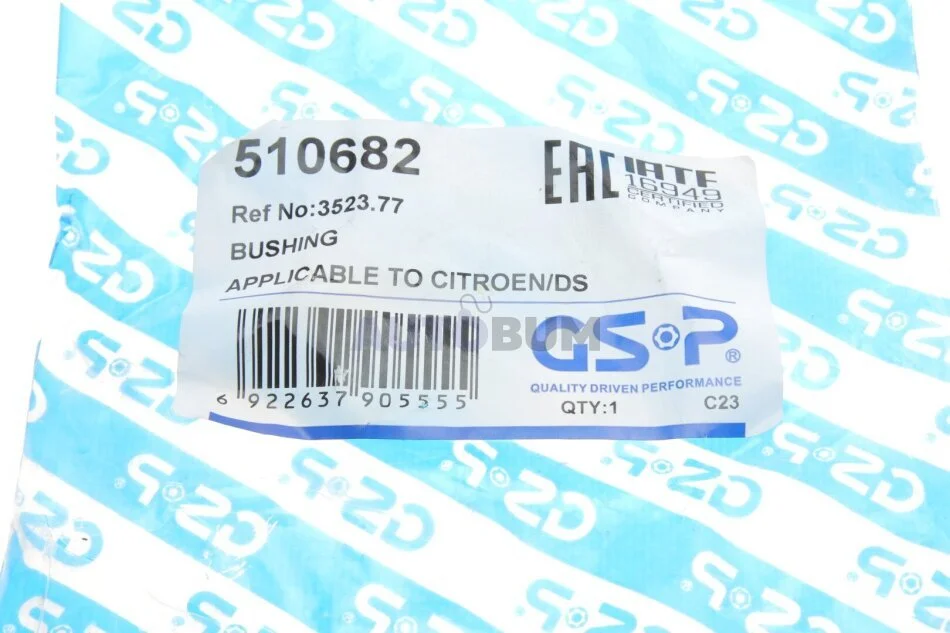 510682
EAC
IATF
16949
CERTIFIED
COMPANY
Ref No:3523.77
BUSHING
APPLICABLE TO CITROEN/DS
AUTOBUM
GSP®
QUALITY DRIVEN PERFORMANCE
6 922637 905555
QTY:1
C23